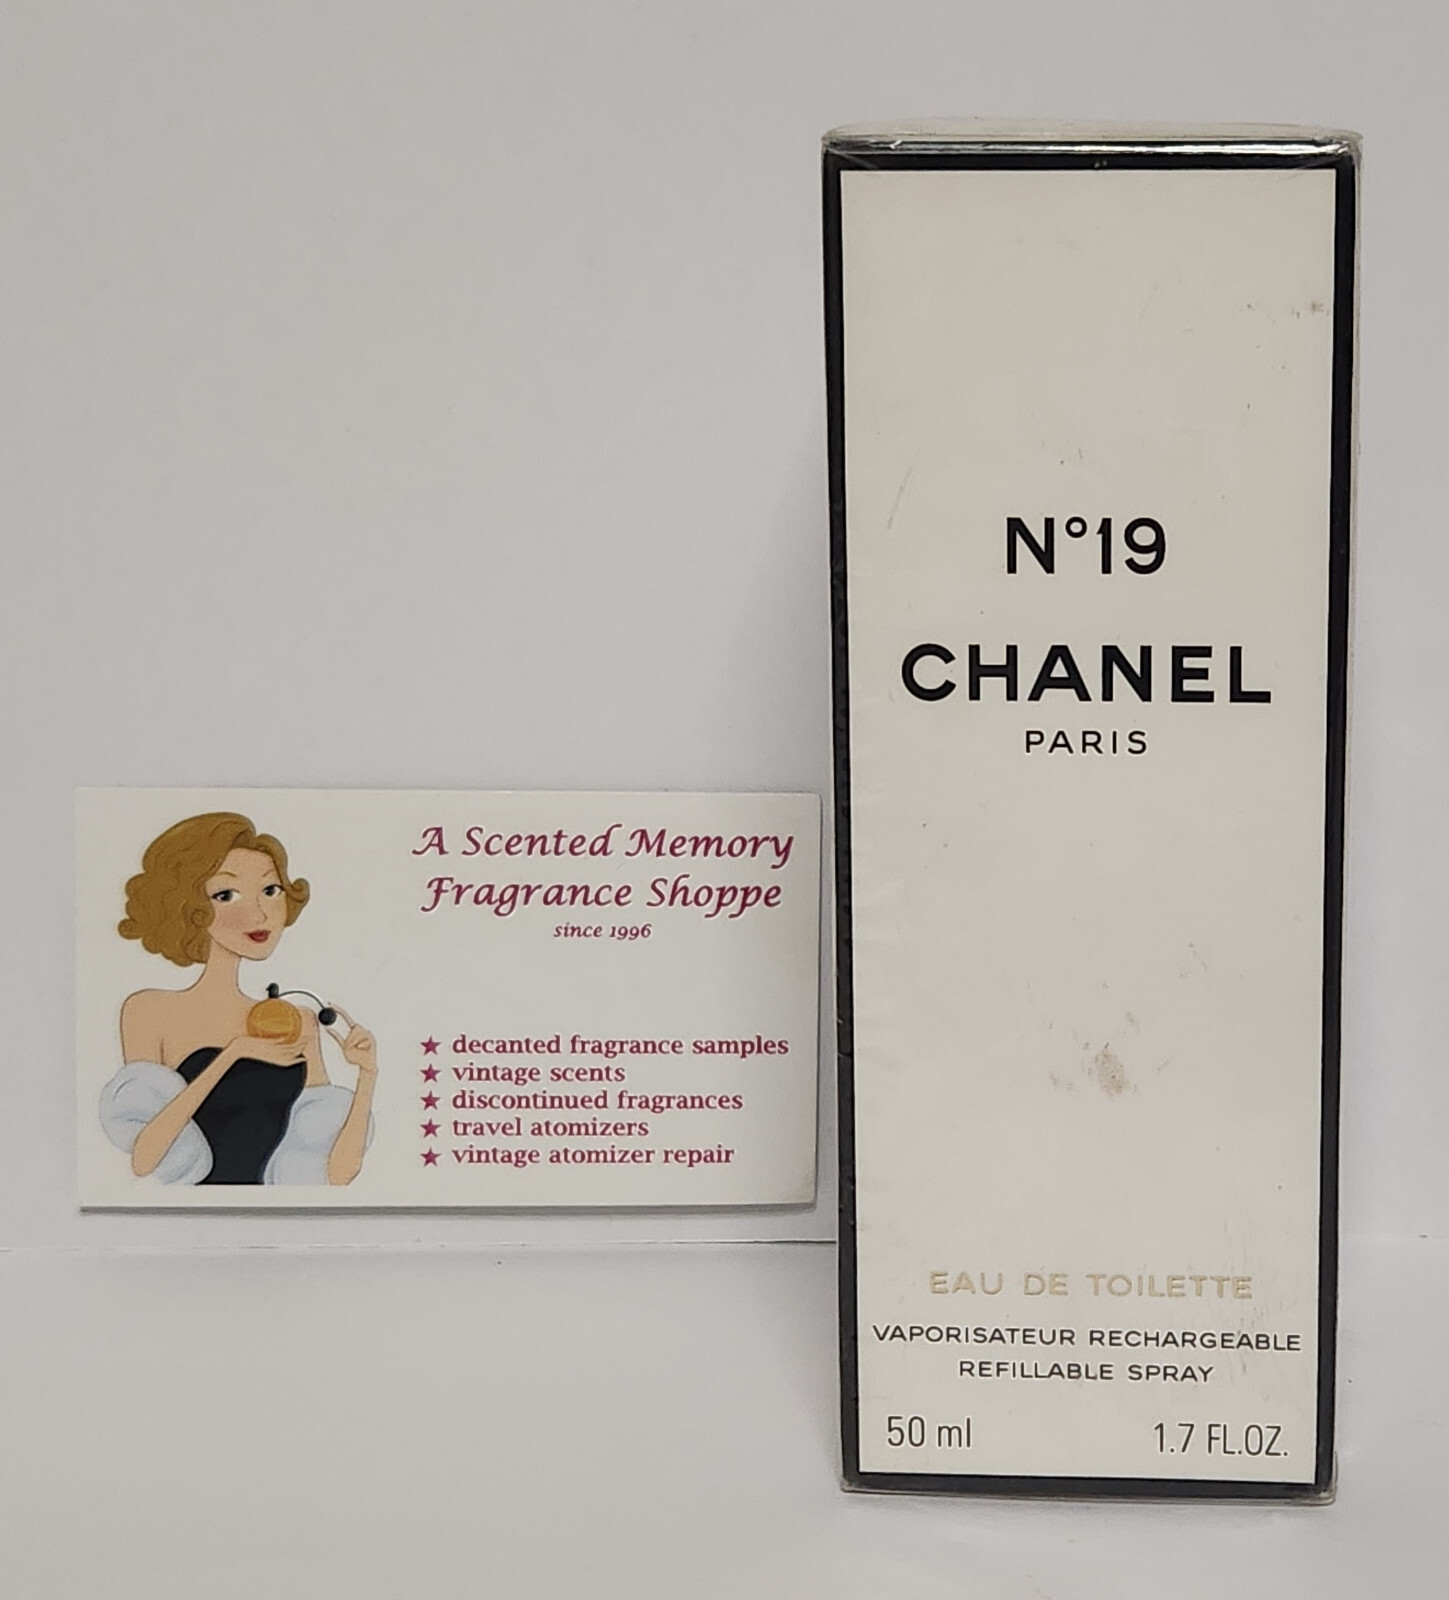 A Scented Memory
Fragrance Shoppe
since 1996
★ decanted fragrance samples
★ vintage scents
★ discontinued fragrances
★ travel atomizers
★ vintage atomizer repair
N°19
CHANEL
PARIS
EAU DE TOILETTE
VAPORISATEUR RECHARGEABLE
REFILLABLE SPRAY
50 ml 1.7 FL.OZ.